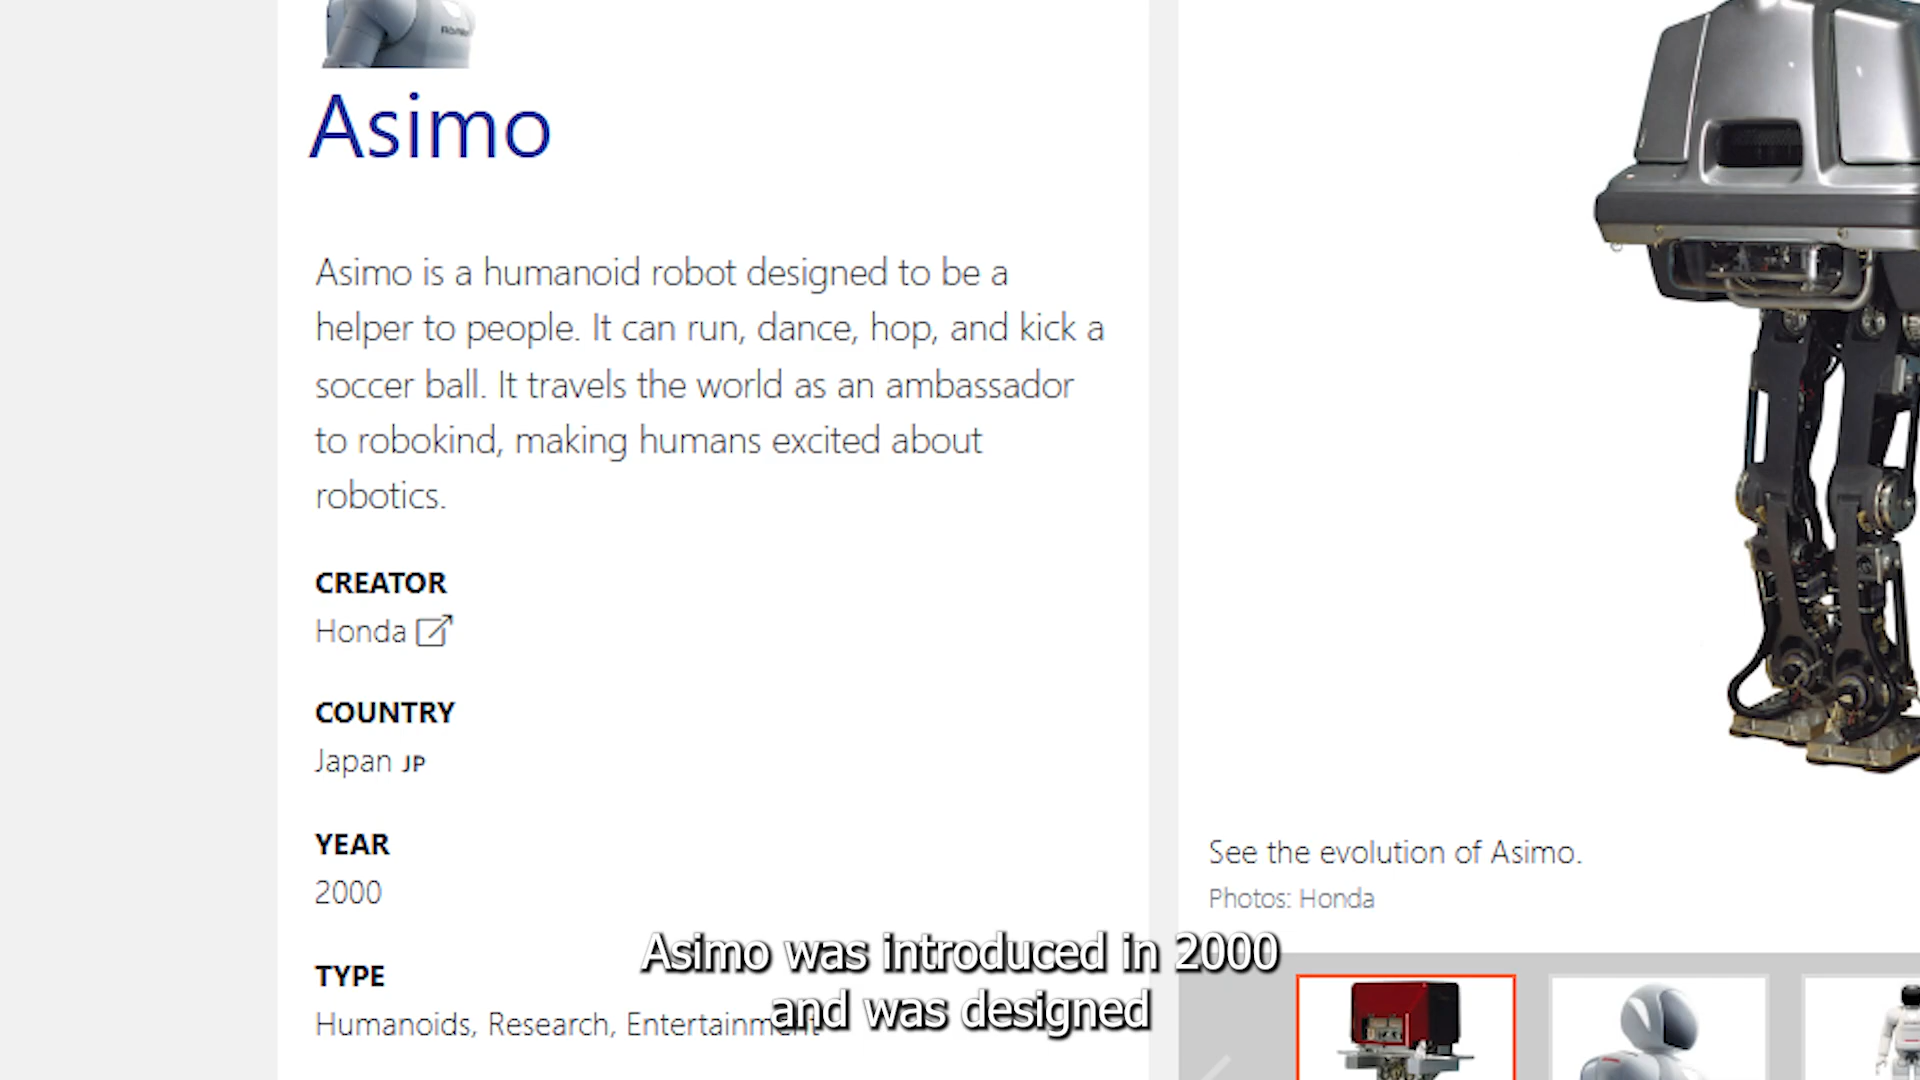 Asimo
Asimo is a humanoid robot designed to be a
helper to people. It can run, dance, hop, and kick a
soccer ball. It travels the world as an ambassador
to robokind, making humans excited about
robotics.
CREATOR
Honda
COUNTRY
Japan JP
YEAR
2000
TYPE
Humanoids, Research, Entertainment
See the evolution of Asimo.
Photos: Honda
Asimo was introduced in 2000
and was designed